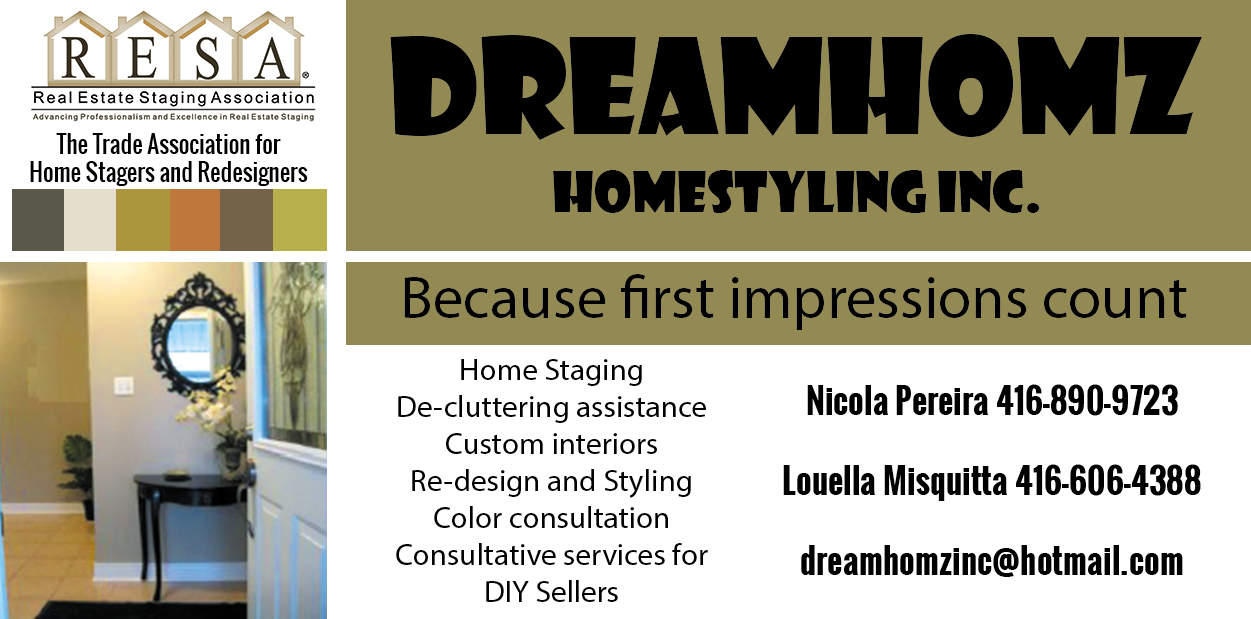 RESA®
Real Estate Staging Association
Advancing Professionalism and Excellence in Real Estate Staging
The Trade Association for
Home Stagers and Redesigners
DREAMHOMZ
HOMESTYLING INC.
Because first impressions count
Home Staging
De-cluttering assistance
Custom interiors
Re-design and Styling
Color consultation
Consultative services for
DIY Sellers
Nicola Pereira 416-890-9723
Louella Misquitta 416-606-4388
dreamhomzinc@hotmail.com